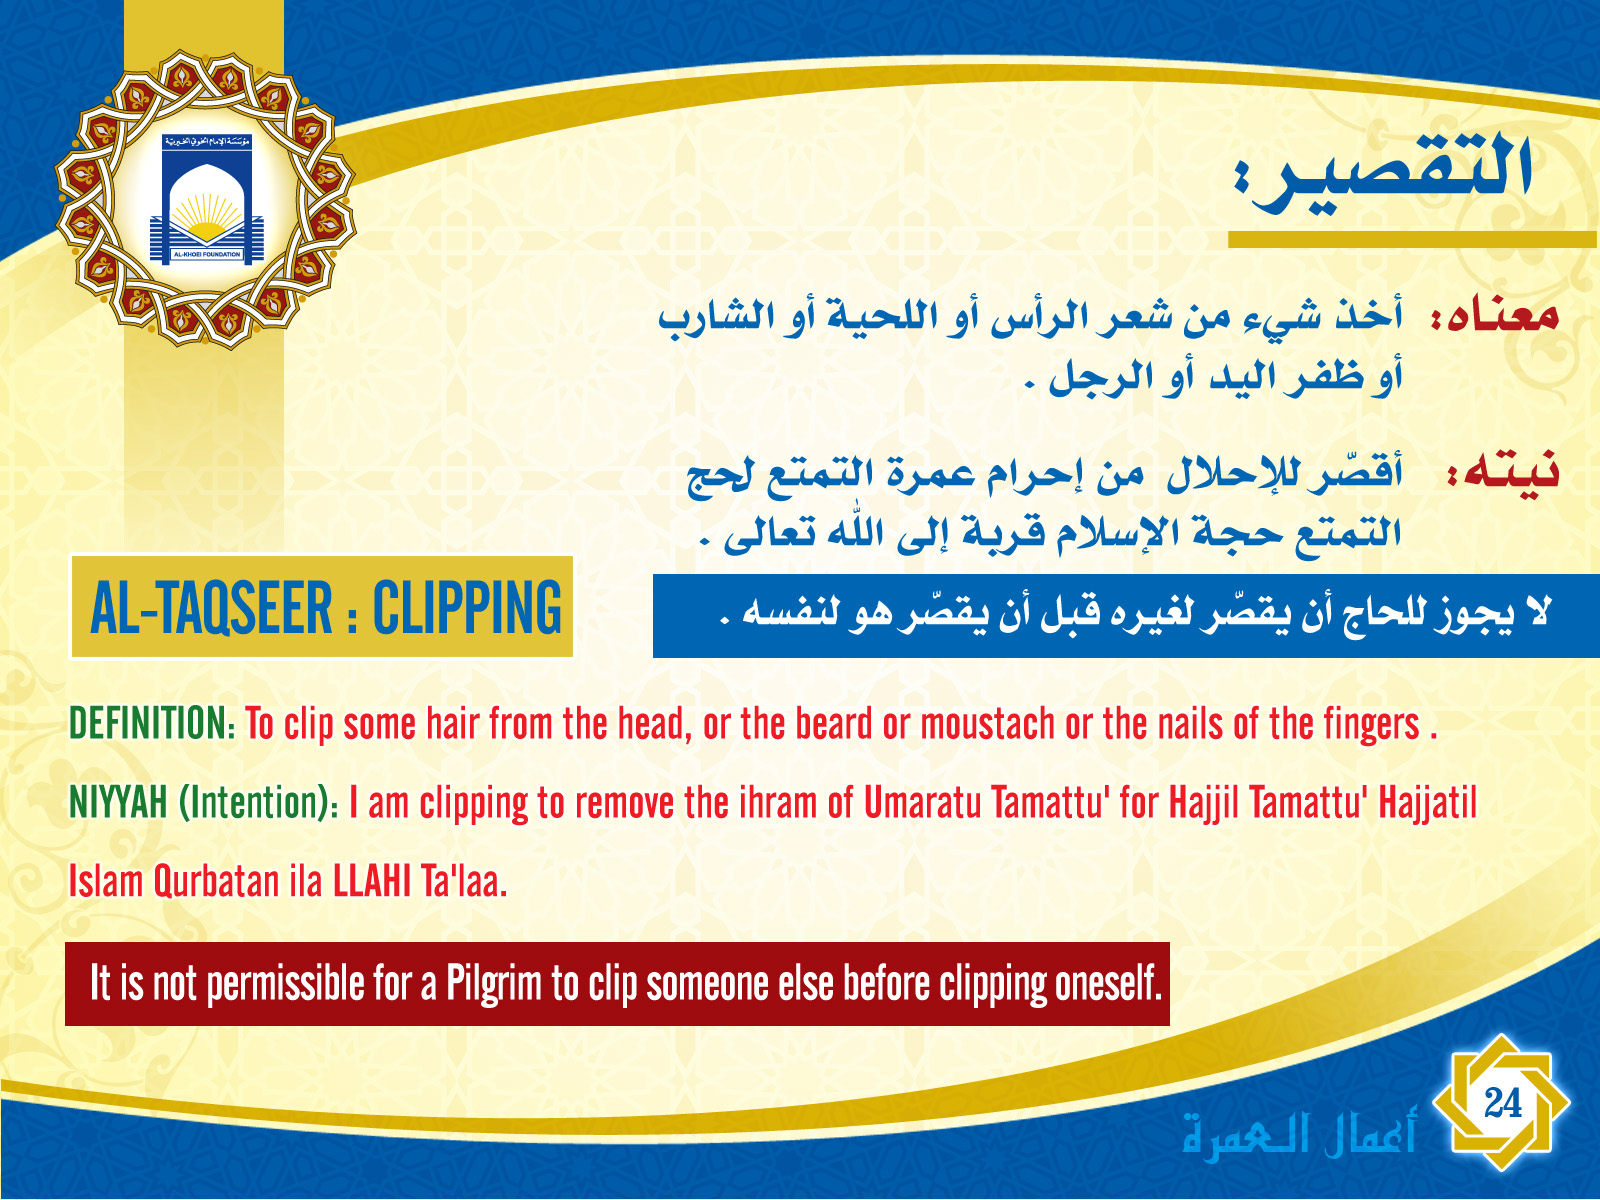 مؤسسة الإمام الخوئي الخيرية
AL-KHOEI FOUNDATION
التقصير:
معناه: أخذ شيء من شعر الرأس أو اللحية أو الشارب
أو ظفر اليد أو الرجل .
نيته: أقصّر للإحلال من إحرام عمرة التمتع لحج
التمتع حجة الإسلام قربة إلى الله تعالى .
لا يجوز للحاج أن يقصّر لغيره قبل أن يقصّر هو لنفسه .
AL-TAQSEER : CLIPPING
DEFINITION: To clip some hair from the head, or the beard or moustach or the nails of the fingers .
NIYYAH (Intention): I am clipping to remove the ihram of Umaratu Tamattu' for Hajjil Tamattu' Hajjatil
Islam Qurbatan ila LLAHI Ta'laa.
It is not permissible for a Pilgrim to clip someone else before clipping oneself.
أعمال العمرة
24